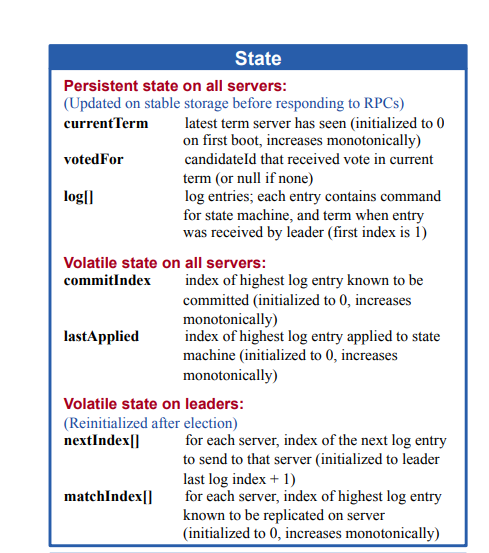 State
Persistent state on all servers:
(Updated on stable storage before responding to RPCs)
currentTerm latest term server has seen (initialized to 0
on first boot, increases monotonically)
votedFor candidateId that received vote in current
term (or null if none)
log[] log entries; each entry contains command
for state machine, and term when entry
was received by leader (first index is 1)
Volatile state on all servers:
commitIndex index of highest log entry known to be
committed (initialized to 0, increases
monotonically)
lastApplied index of highest log entry applied to state
machine (initialized to 0, increases
monotonically)
Volatile state on leaders:
(Reinitialized after election)
nextIndex[] for each server, index of the next log entry
to send to that server (initialized to leader
last log index + 1)
matchIndex[] for each server, index of highest log entry
known to be replicated on server
(initialized to 0, increases monotonically)